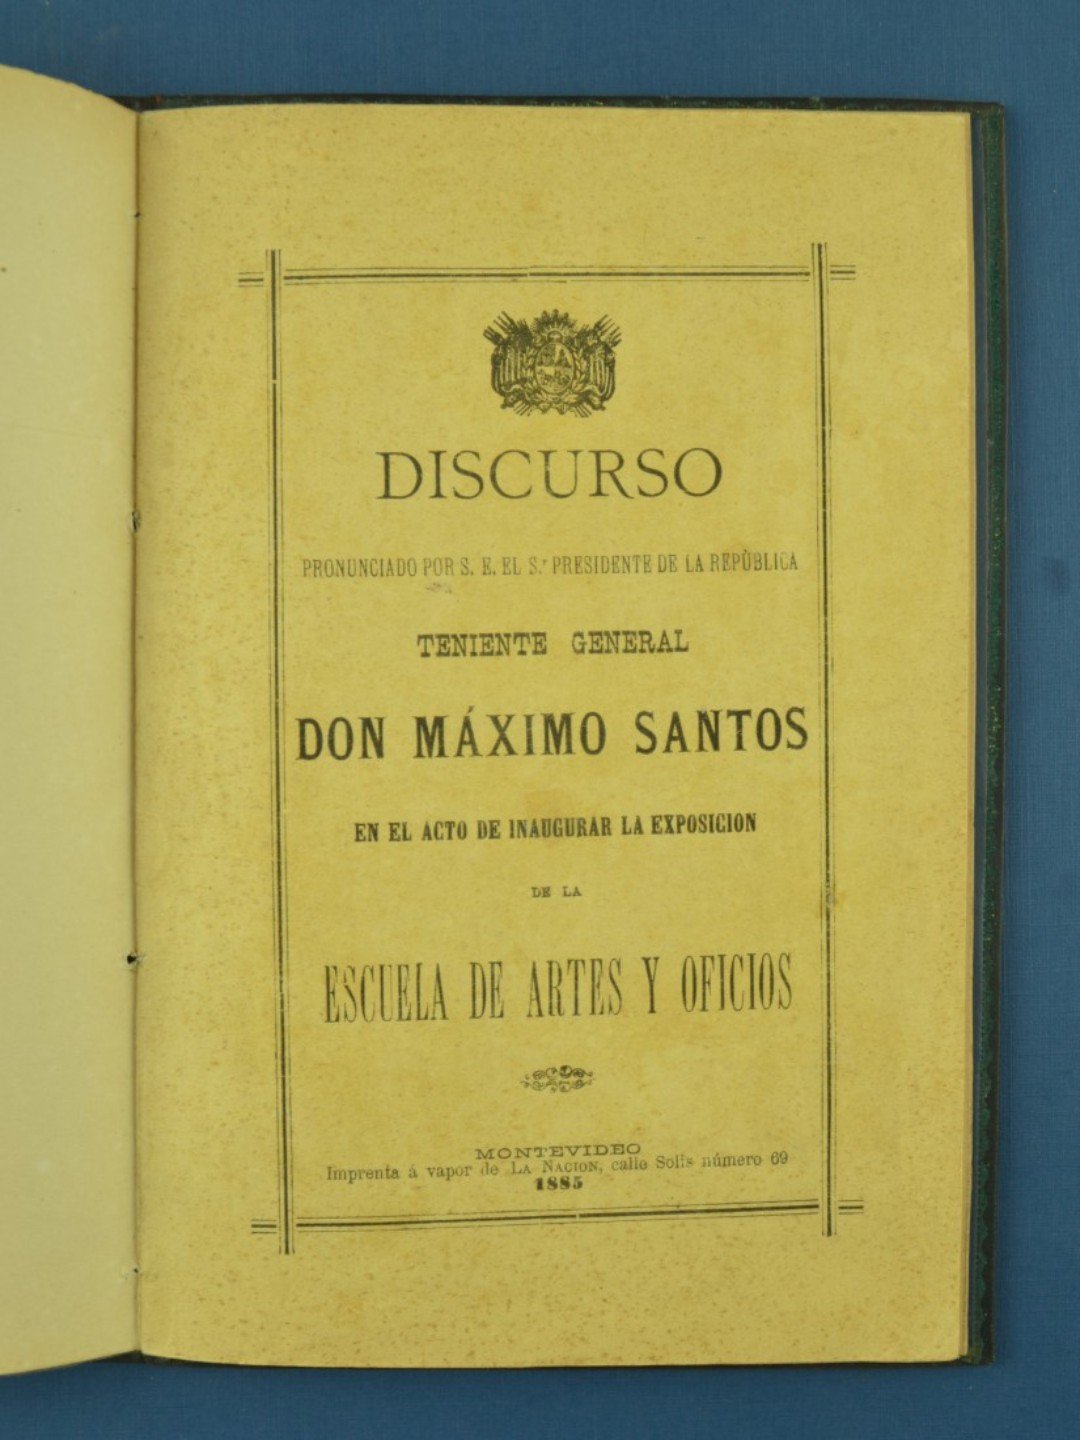 DISCURSO
PRONUNCIADO POR S. E. EL S.r PRESIDENTE DE LA REPÙBLICA
TENIENTE GENERAL
DON MÁXIMO SANTOS
EN EL ACTO DE INAUGURAR LA EXPOSICION
DE LA
ESCUELA DE ARTES Y OFICIOS
MONTEVIDEO
Imprenta á vapor de LA NACION, calle Solís número 69
1885